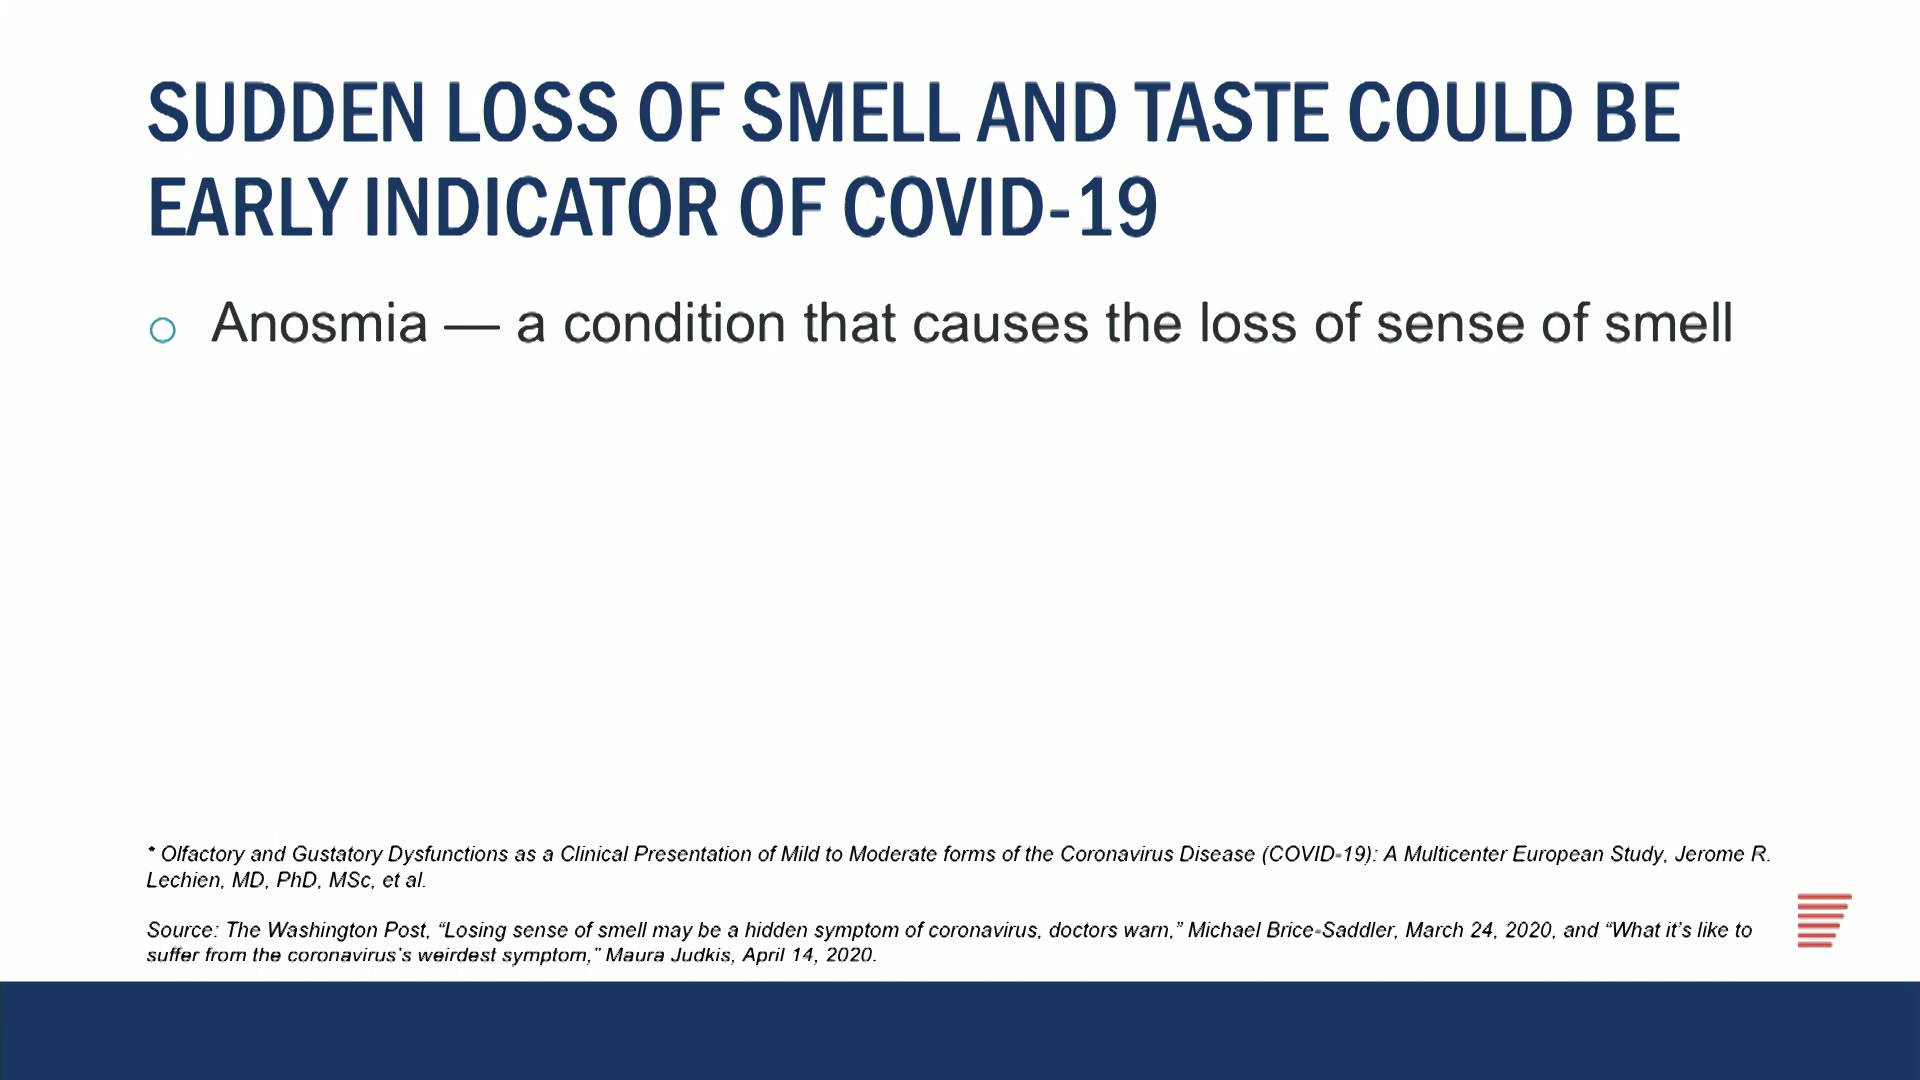 SUDDEN LOSS OF SMELL AND TASTE COULD BE
EARLY INDICATOR OF COVID-19
Anosmia — a condition that causes the loss of sense of smell
* Olfactory and Gustatory Dysfunctions as a Clinical Presentation of Mild to Moderate forms of the Coronavirus Disease (COVID-19): A Multicenter European Study, Jerome R.
Lechien, MD, PhD, MSc, et al.
Source: The Washington Post, “Losing sense of smell may be a hidden symptom of coronavirus, doctors warn,” Michael Brice-Saddler, March 24, 2020, and “What it’s like to
suffer from the coronavirus’s weirdest symptom,” Maura Judkis, April 14, 2020.